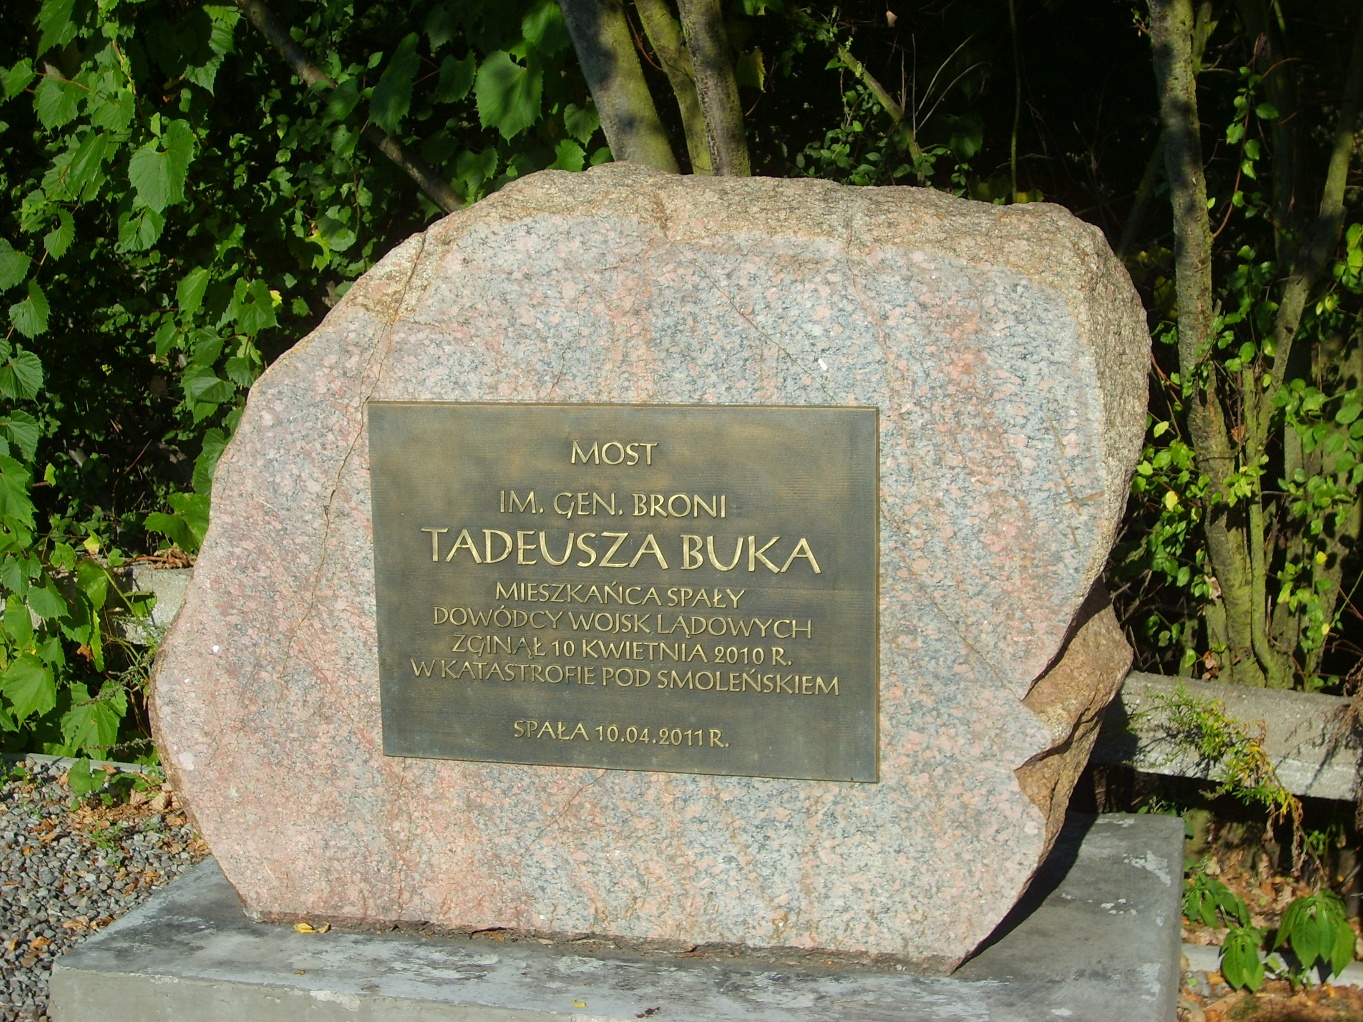 MOST
IM. GEN. BRONI
TADEUSZA BUKA
MIESZKAŃCA SPAŁY
DOWÓDCY WOJSK LĄDOWYCH
ZGINĄŁ 10 KWIETNIA 2010 R.
W KATASTROFIE POD SMOLEŃSKIEM
SPAŁA 10.04.2011 R.